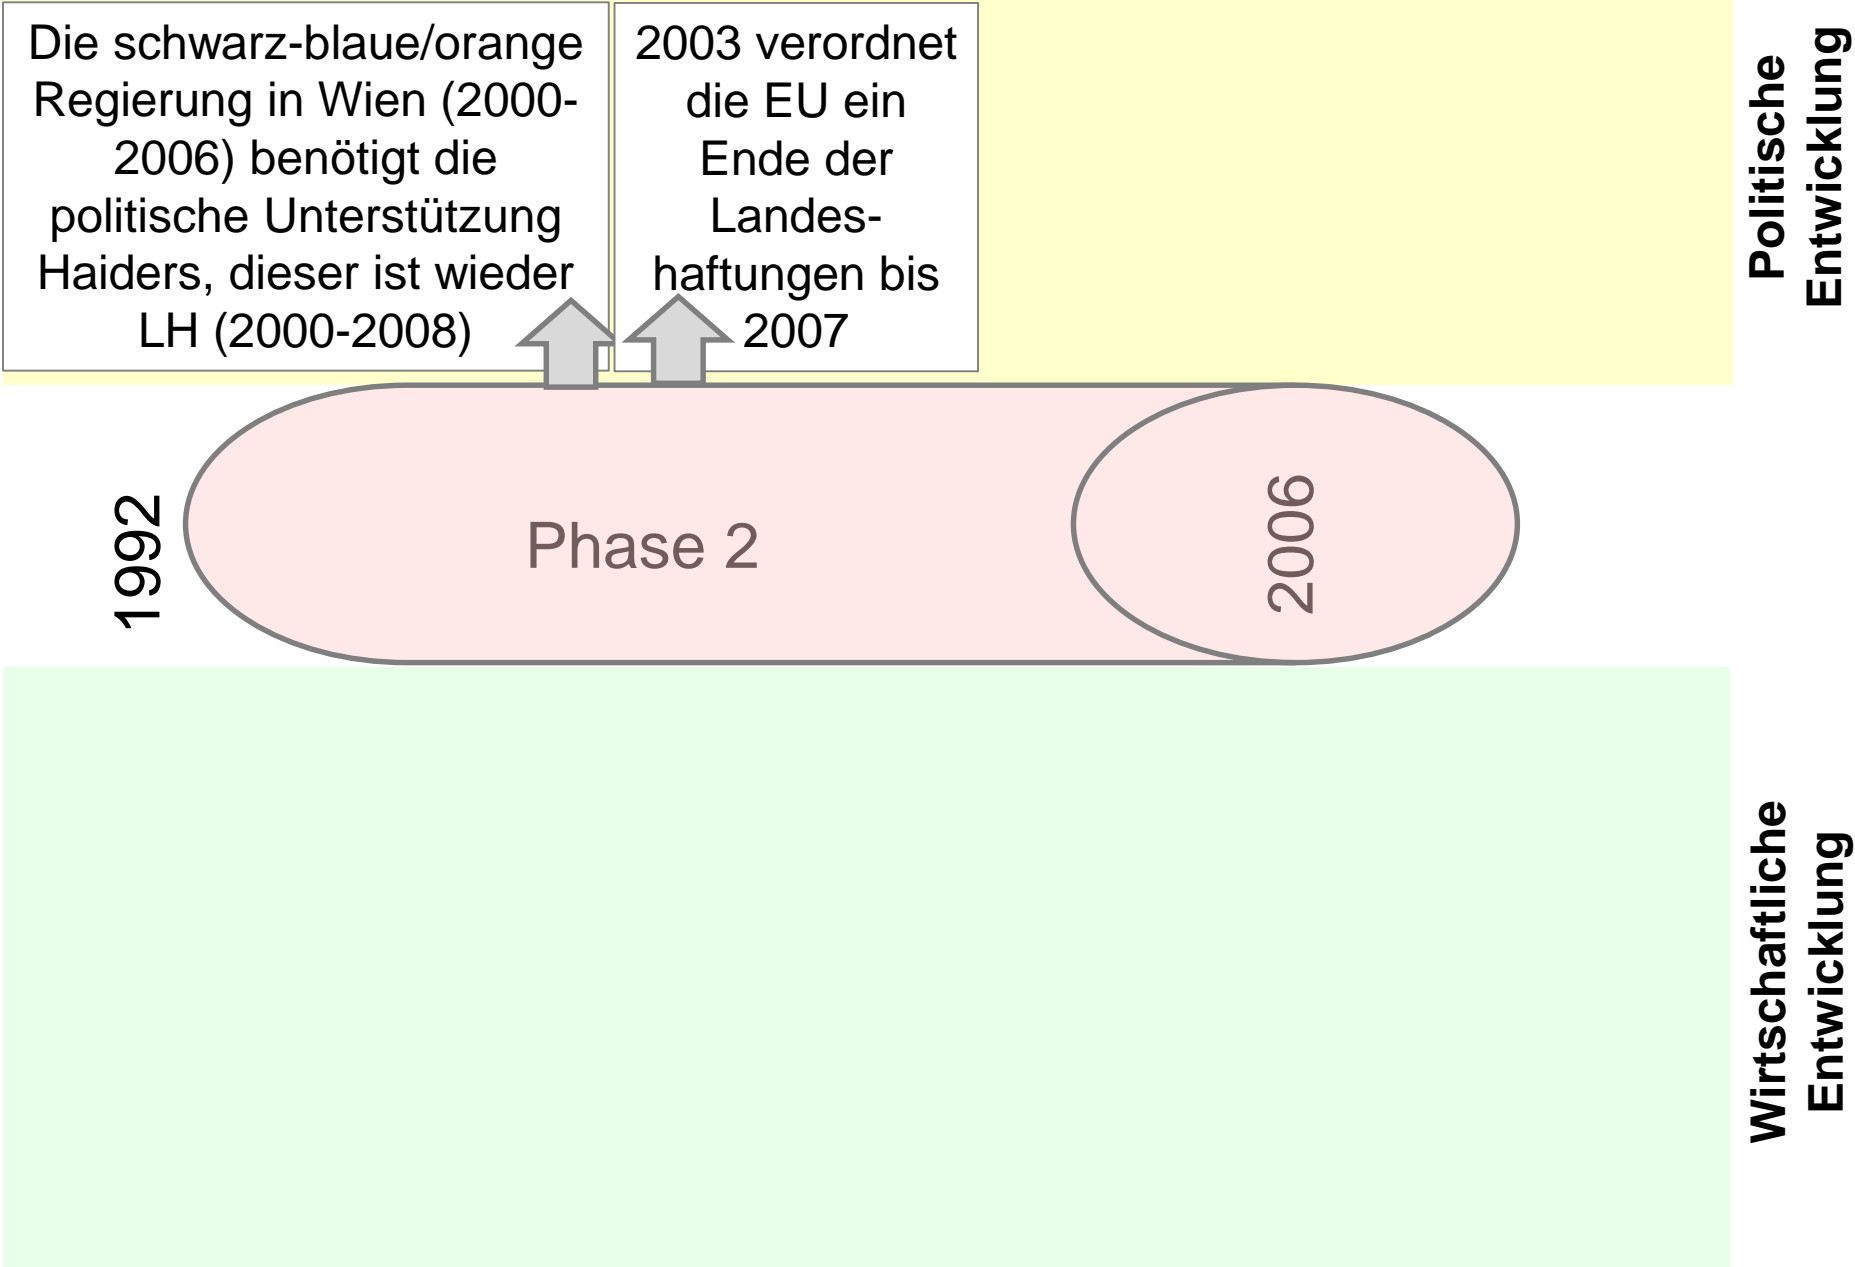 Die schwarz-blaue/orange
Regierung in Wien (2000-
2006) benötigt die
politische Unterstützung
Haiders, dieser ist wieder
LH (2000-2008)
2003 verordnet
die EU ein
Ende der
Landes-
haftungen bis
2007
Politische
Entwicklung
1992
Phase 2
2006
Wirtschaftliche
Entwicklung